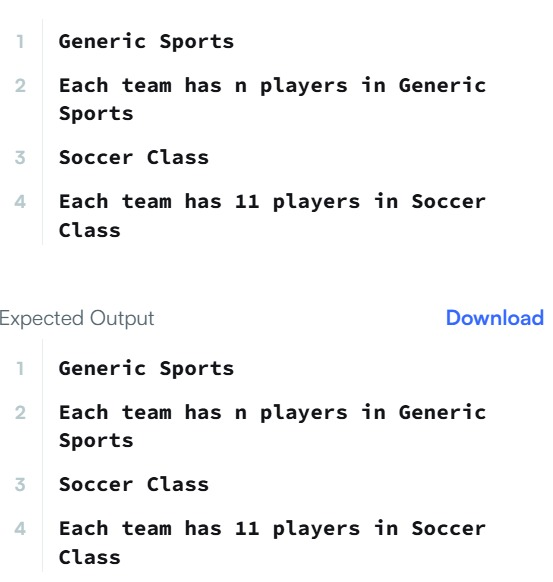 1 Generic Sports
2 Each team has n players in Generic
Sports
3 Soccer Class
4 Each team has 11 players in Soccer
Class
Expected Output Download
1 Generic Sports
2 Each team has n players in Generic
Sports
3 Soccer Class
4 Each team has 11 players in Soccer
Class